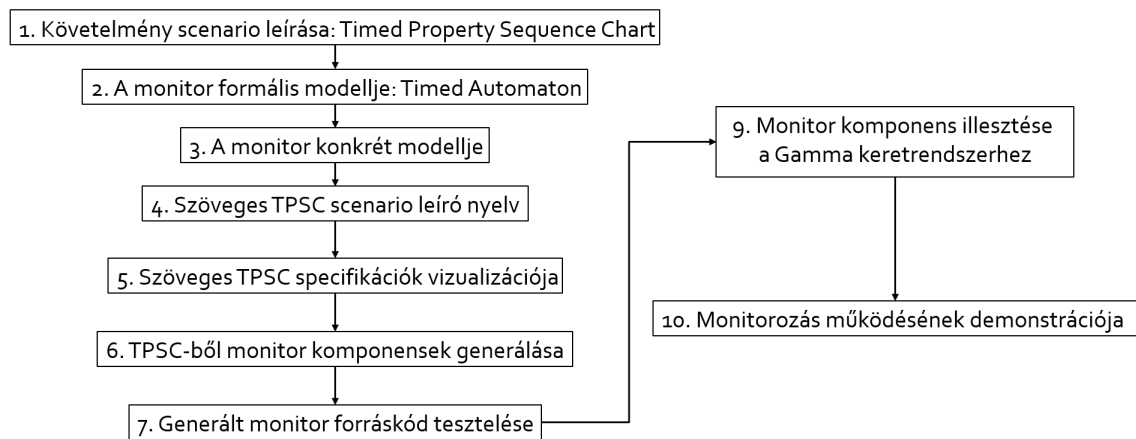 1. Követelmény scenario leírása: Timed Property Sequence Chart
2. A monitor formális modellje: Timed Automaton
3. A monitor konkrét modellje
4. Szöveges TPSC scenario leíró nyelv
5. Szöveges TPSC specifikációk vizualizációja
6. TPSC-ből monitor komponensek generálása
7. Generált monitor forráskód tesztelése
9. Monitor komponens illesztése
a Gamma keretrendszerhez
10. Monitorozás működésének demonstrációja